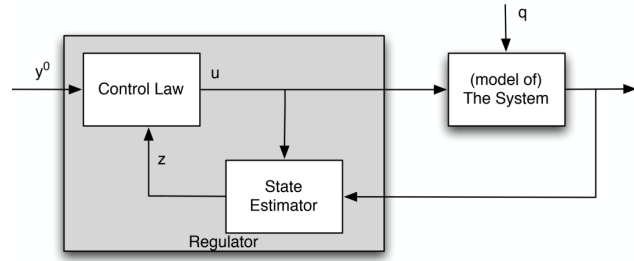 q
y⁰
Control Law
u
(model of)
The System
z
State
Estimator
Regulator